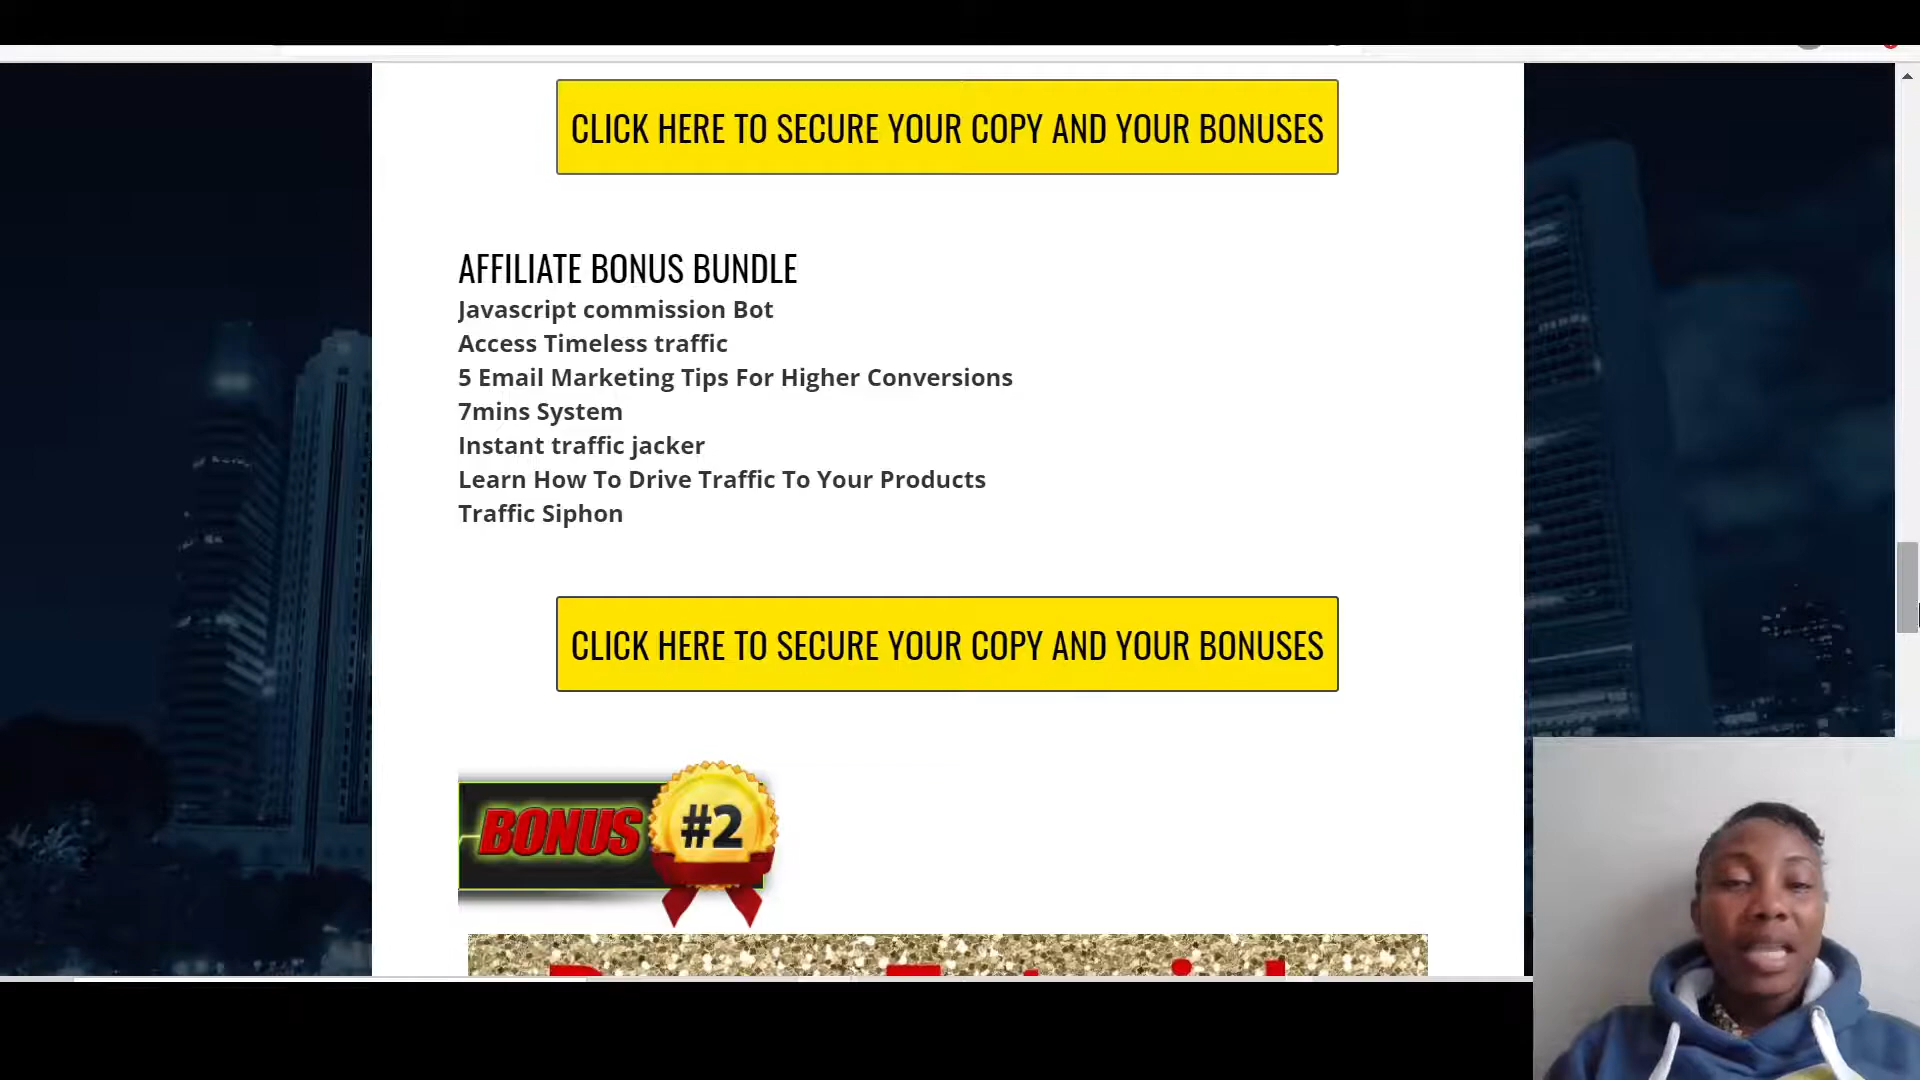 CLICK HERE TO SECURE YOUR COPY AND YOUR BONUSES
AFFILIATE BONUS BUNDLE
Javascript commission Bot
Access Timeless traffic
5 Email Marketing Tips For Higher Conversions
7mins System
Instant traffic jacker
Learn How To Drive Traffic To Your Products
Traffic Siphon
CLICK HERE TO SECURE YOUR COPY AND YOUR BONUSES
BONUS #2